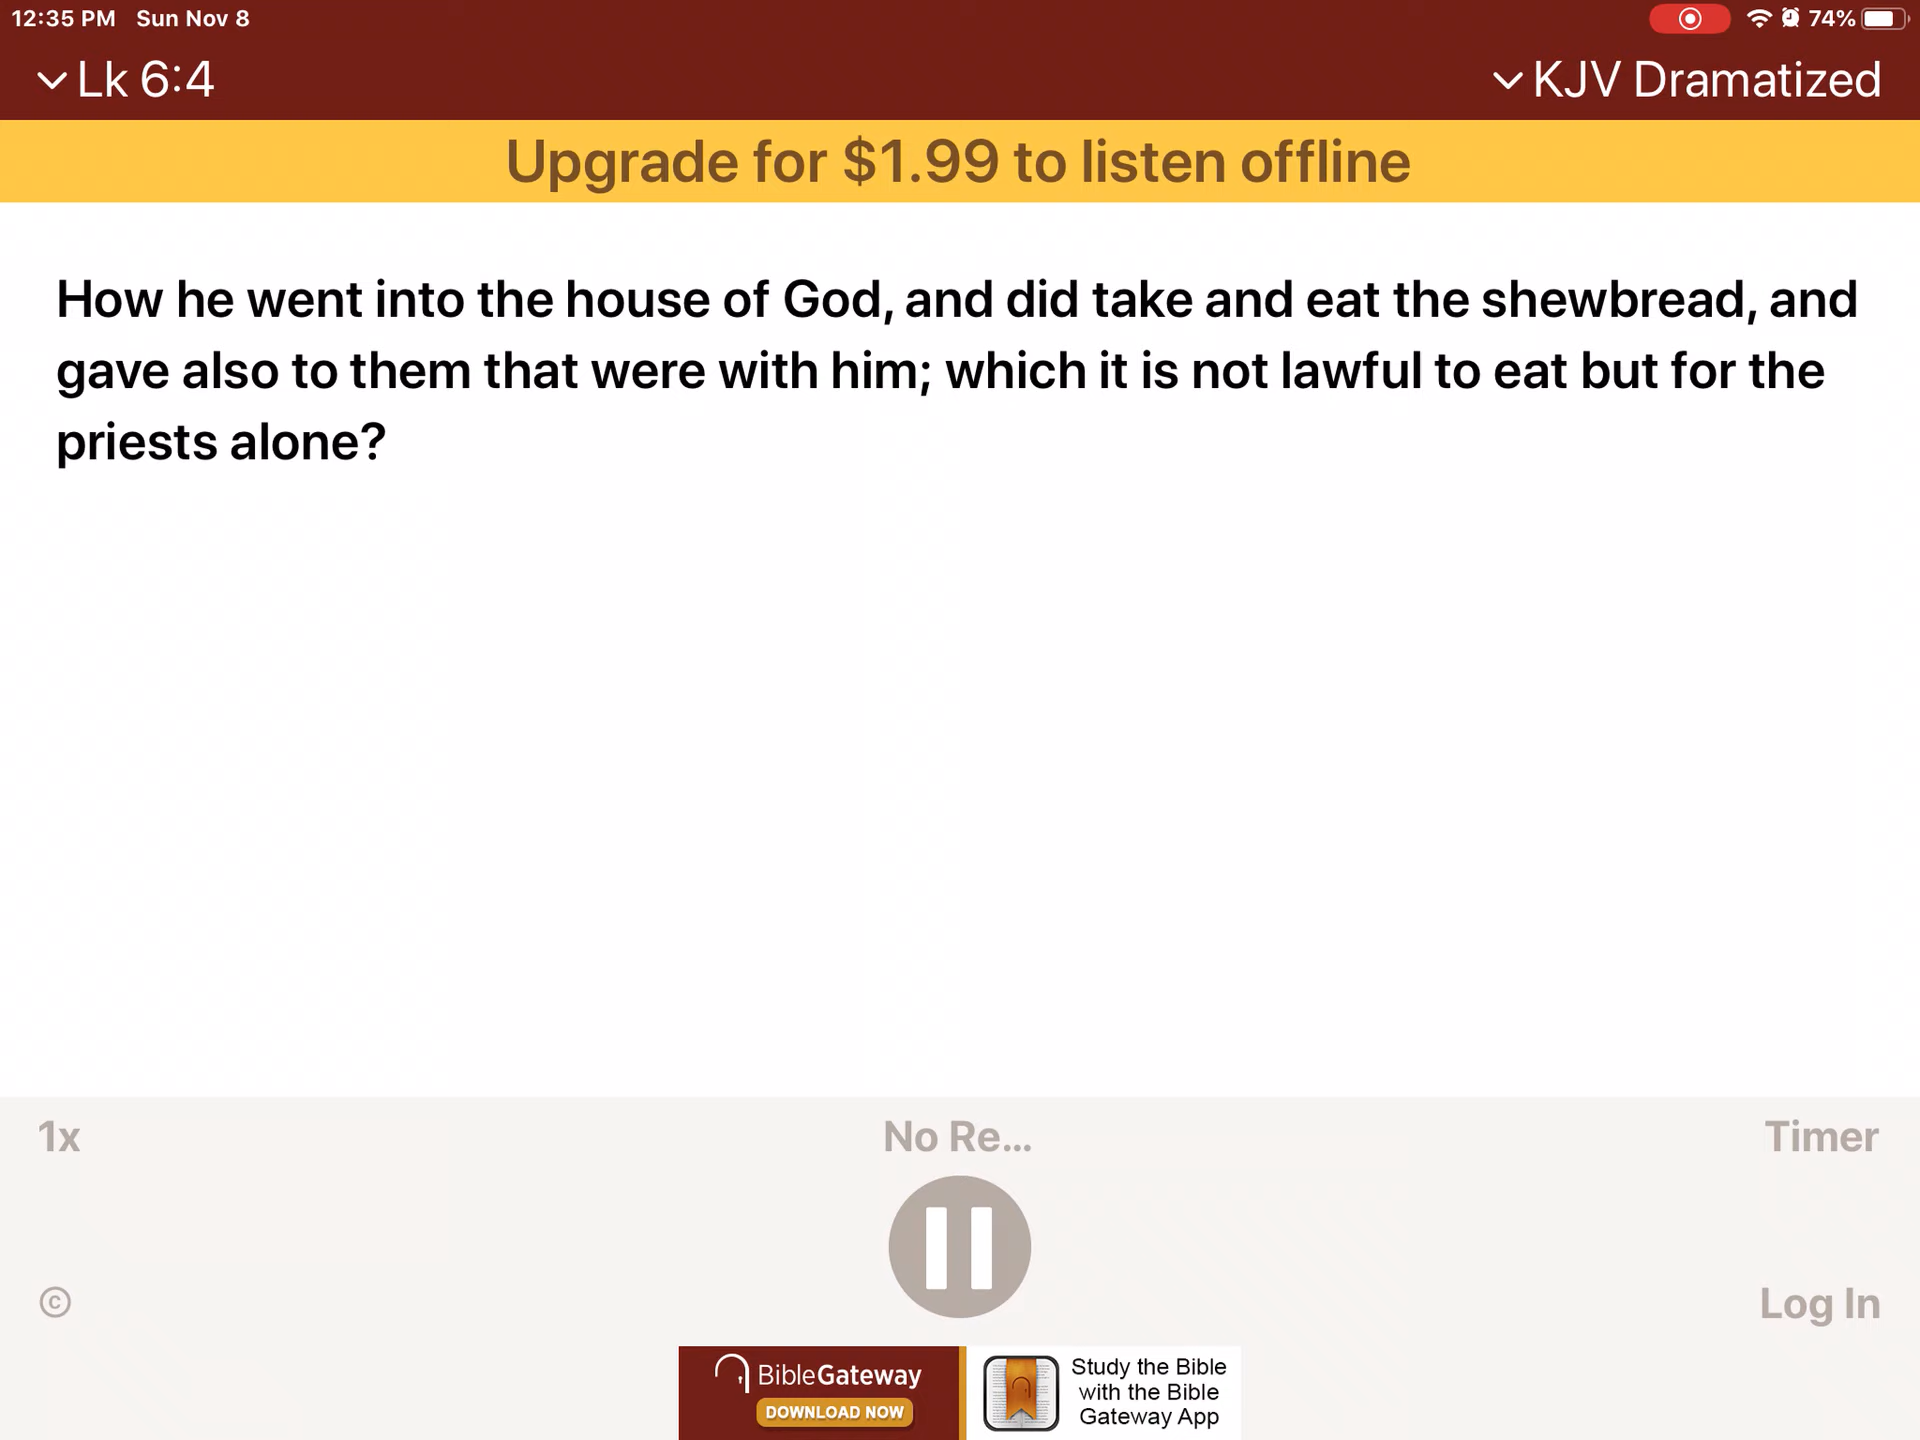 12:35 PM Sun Nov 8 74%
Lk 6:4 KJV Dramatized
Upgrade for $1.99 to listen offline
How he went into the house of God, and did take and eat the shewbread, and
gave also to them that were with him; which it is not lawful to eat but for the
priests alone?
1x No Re... Timer
© Log In
BibleGateway
DOWNLOAD NOW
Study the Bible
with the Bible
Gateway App